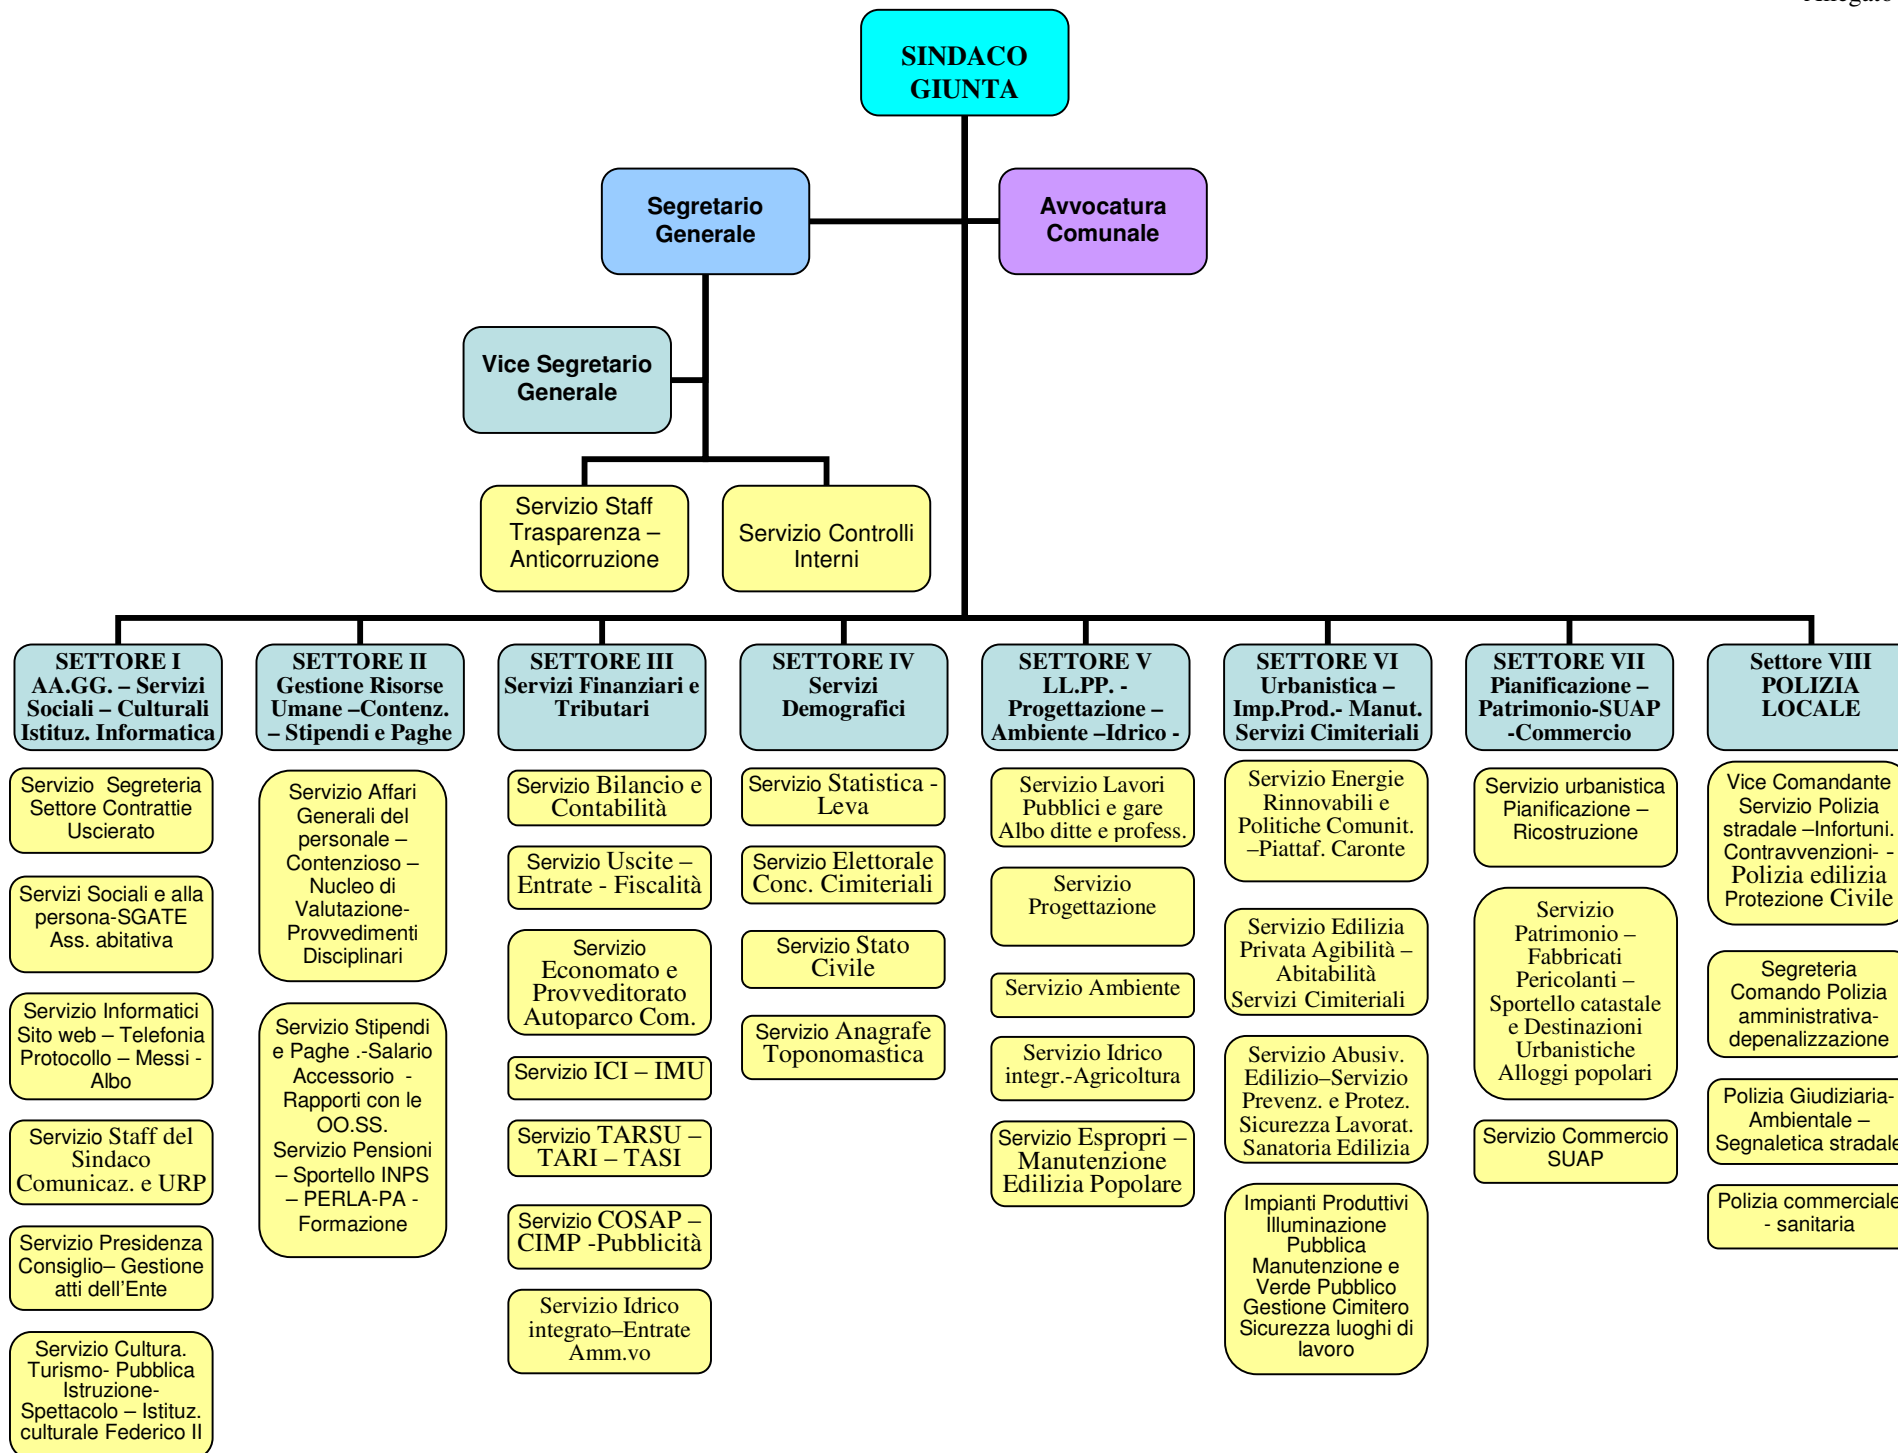 SINDACO
GIUNTA
Segretario
Generale
Avvocatura
Comunale
Vice Segretario
Generale
Servizio Staff
Trasparenza –
Anticorruzione
Servizio Controlli
Interni
SETTORE I
AA.GG. – Servizi
Sociali – Culturali
Istituz. Informatica
Servizio Segreteria
Settore Contrattie
Uscierato
Servizi Sociali e alla
persona-SGATE
Ass. abitativa
Servizio Informatici
Sito web – Telefonia
Protocollo – Messi -
Albo
Servizio Staff del
Sindaco
Comunicaz. e URP
Servizio Presidenza
Consiglio– Gestione
atti dell'Ente
Servizio Cultura.
Turismo- Pubblica
Istruzione-
Spettacolo – Istituz.
culturale Federico II
SETTORE II
Gestione Risorse
Umane –Contenz.
– Stipendi e Paghe
Servizio Affari
Generali del
personale –
Contenzioso –
Nucleo di
Valutazione-
Provvedimenti
Disciplinari
Servizio Stipendi
e Paghe .-Salario
Accessorio -
Rapporti con le
OO.SS.
Servizio Pensioni
– Sportello INPS
– PERLA-PA -
Formazione
SETTORE III
Servizi Finanziari e
Tributari
Servizio Bilancio e
Contabilità
Servizio Uscite –
Entrate - Fiscalità
Servizio
Economato e
Provveditorato
Autoparco Com.
Servizio ICI – IMU
Servizio TARSU –
TARI – TASI
Servizio COSAP –
CIMP -Pubblicità
Servizio Idrico
integrato–Entrate
Amm.vo
SETTORE IV
Servizi
Demografici
Servizio Statistica -
Leva
Servizio Elettorale
Conc. Cimiteriali
Servizio Stato
Civile
Servizio Anagrafe
Toponomastica
SETTORE V
LL.PP. -
Progettazione –
Ambiente –Idrico -
Servizio Lavori
Pubblici e gare
Albo ditte e profess.
Servizio
Progettazione
Servizio Ambiente
Servizio Idrico
integr.-Agricoltura
Servizio Espropri –
Manutenzione
Edilizia Popolare
SETTORE VI
Urbanistica –
Imp.Prod.- Manut.
Servizi Cimiteriali
Servizio Energie
Rinnovabili e
Politiche Comunit.
–Piattaf. Caronte
Servizio Edilizia
Privata Agibilità –
Abitabilità
Servizi Cimiteriali
Servizio Abusiv.
Edilizio–Servizio
Prevenz. e Protez.
Sicurezza Lavorat.
Sanatoria Edilizia
Impianti Produttivi
Illuminazione
Pubblica
Manutenzione e
Verde Pubblico
Gestione Cimitero
Sicurezza luoghi di
lavoro
SETTORE VII
Pianificazione –
Patrimonio-SUAP
-Commercio
Servizio urbanistica
Pianificazione –
Ricostruzione
Servizio
Patrimonio –
Fabbricati
Pericolanti –
Sportello catastale
e Destinazioni
Urbanistiche
Alloggi popolari
Servizio Commercio
SUAP
Settore VIII
POLIZIA
LOCALE
Vice Comandante
Servizio Polizia
stradale –Infortuni.
Contravvenzioni- -
Polizia edilizia
Protezione Civile
Segreteria
Comando Polizia
amministrativa-
depenalizzazione
Polizia Giudiziaria-
Ambientale –
Segnaletica stradale
Polizia commerciale
- sanitaria